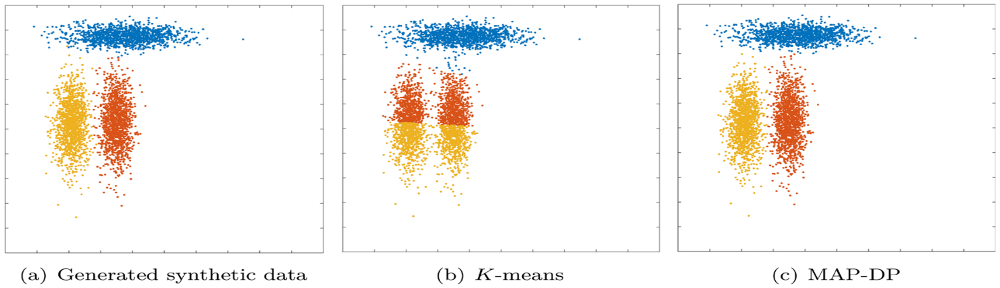 (a) Generated synthetic data
(b) K-means
(c) MAP-DP